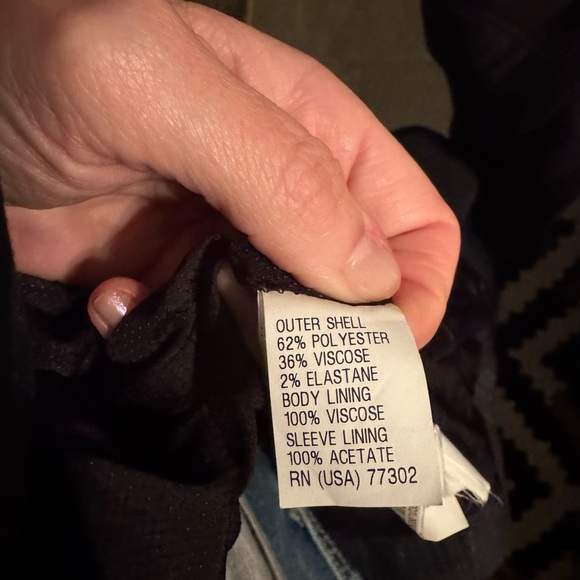 OUTER SHELL
62% POLYESTER
36% VISCOSE
2% ELASTANE
BODY LINING
100% VISCOSE
SLEEVE LINING
100% ACETATE
RN (USA) 77302